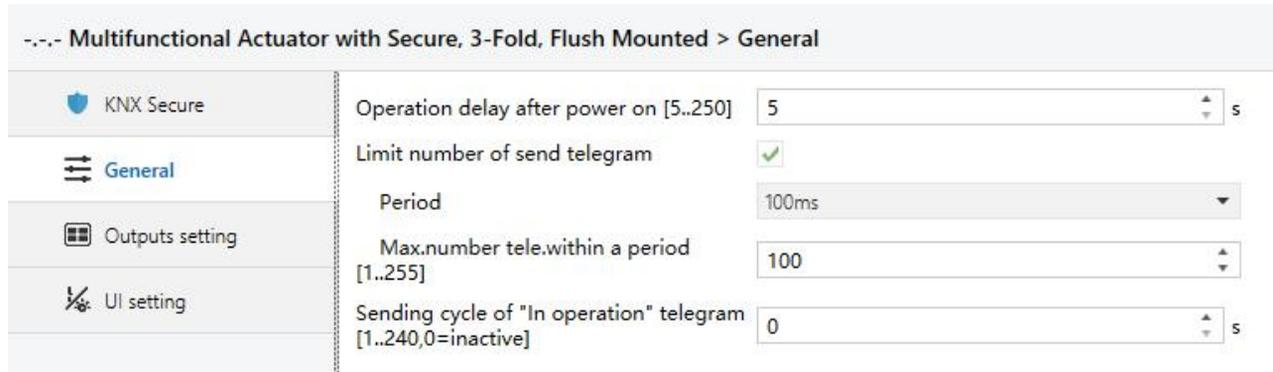 -.-.- Multifunctional Actuator with Secure, 3-Fold, Flush Mounted > General
KNX Secure
General
Outputs setting
UI setting
Operation delay after power on [5..250] 5 s
Limit number of send telegram
Period 100ms
Max.number tele.within a period
[1..255] 100
Sending cycle of "In operation" telegram
[1..240,0=inactive] 0 s